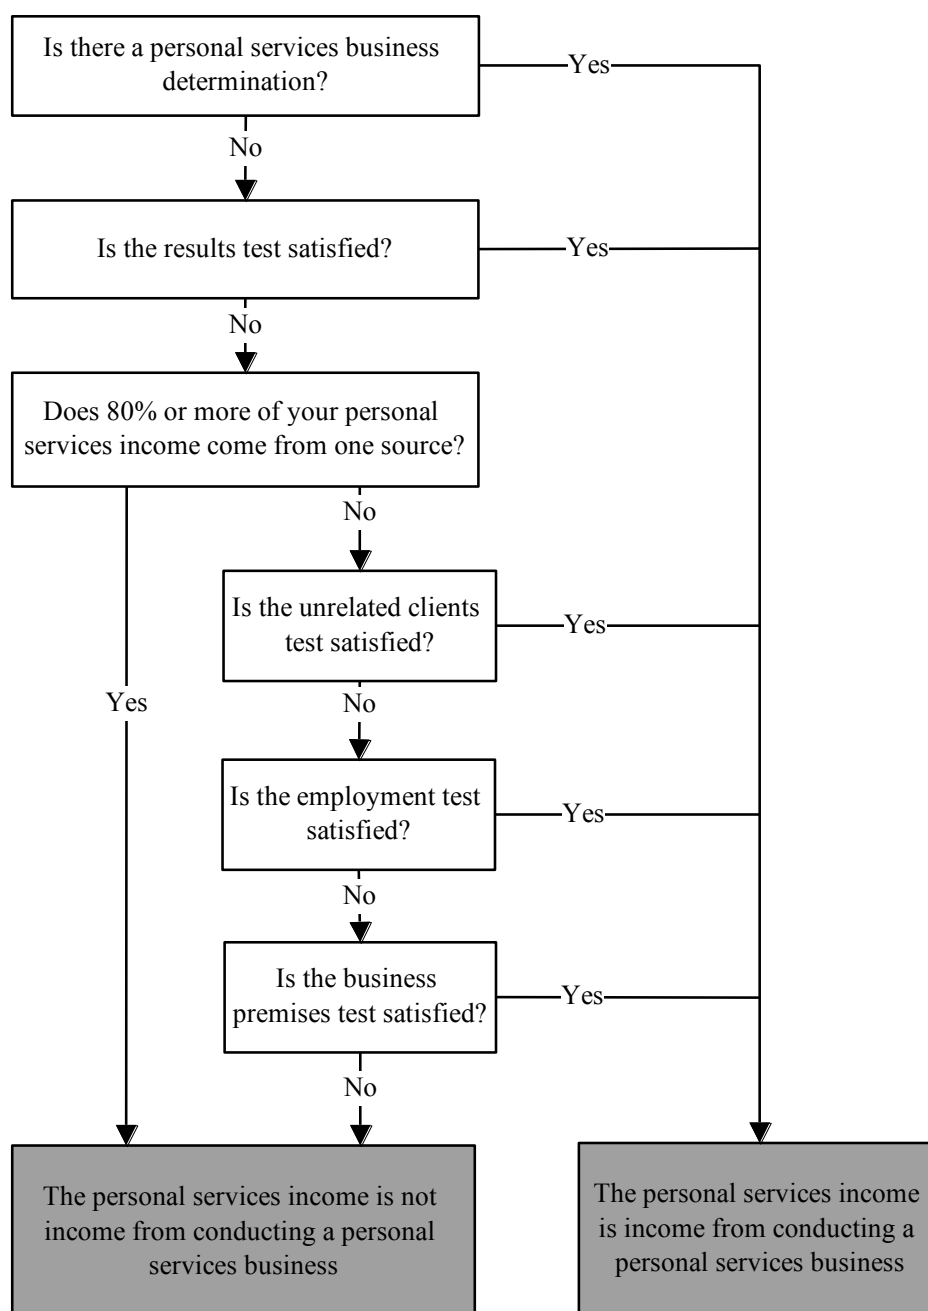 Is there a personal services business
determination?
Yes
No
Is the results test satisfied?
Yes
No
Does 80% or more of your personal
services income come from one source?
No
Is the unrelated clients
test satisfied?
Yes
Yes
No
Is the employment test
satisfied?
Yes
No
Is the business
premises test satisfied?
Yes
No
The personal services income is not
income from conducting a personal
services business
The personal services income
is income from conducting a
personal services business